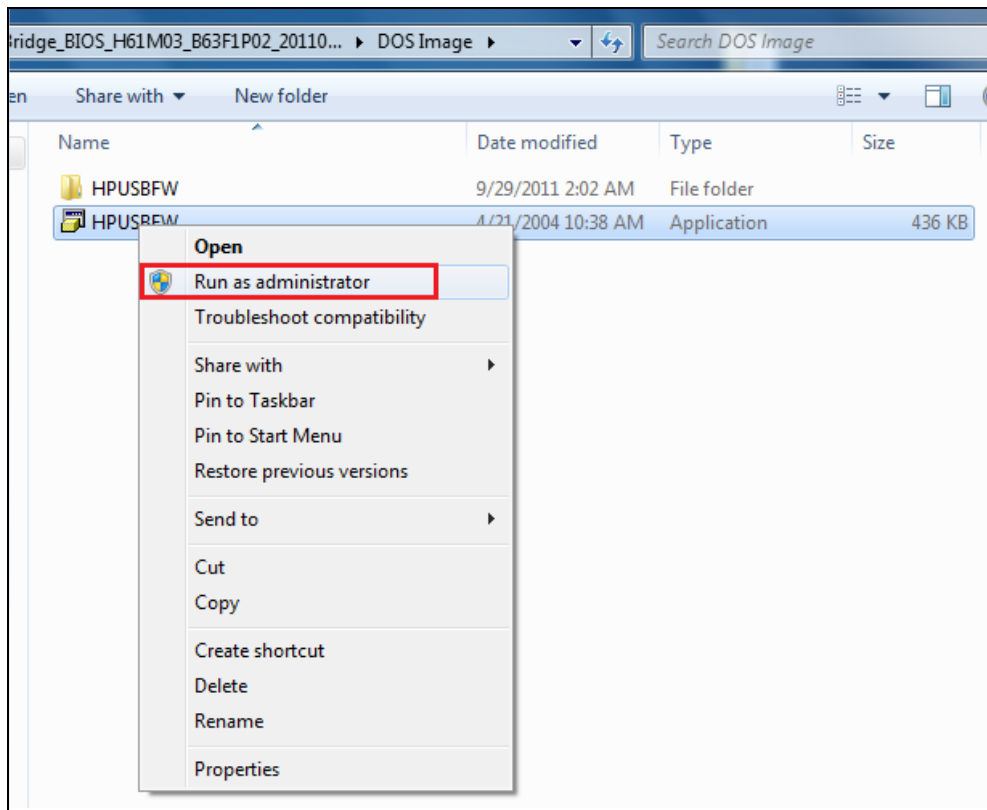 ridge_BIOS_H61M03_B63F1P02_20110... DOS Image Search DOS Image
en Share with New folder
Name Date modified Type Size
HPUSBFW 9/29/2011 2:02 AM File folder
HPUSBFW 4/21/2004 10:38 AM Application 436 KB
Open
Run as administrator
Troubleshoot compatibility
Share with
Pin to Taskbar
Pin to Start Menu
Restore previous versions
Send to
Cut
Copy
Create shortcut
Delete
Rename
Properties